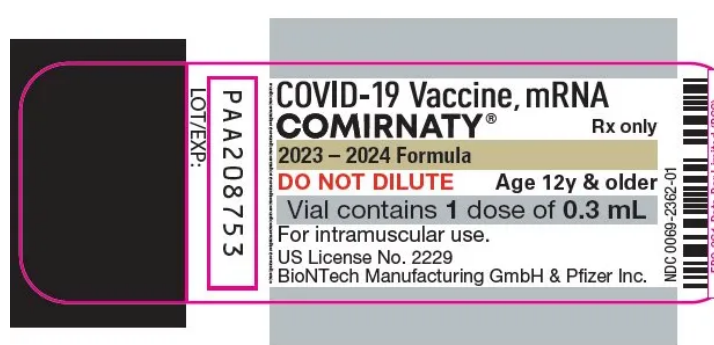 COVID-19 Vaccine, mRNA
COMIRNATY®
Rx only
2023 – 2024 Formula
DO NOT DILUTE Age 12y & older
Vial contains 1 dose of 0.3 mL
For intramuscular use.
US License No. 2229
BioNTech Manufacturing GmbH & Pfizer Inc.
LOT/EXP:
PAA208753
NDC 0069-2362-01